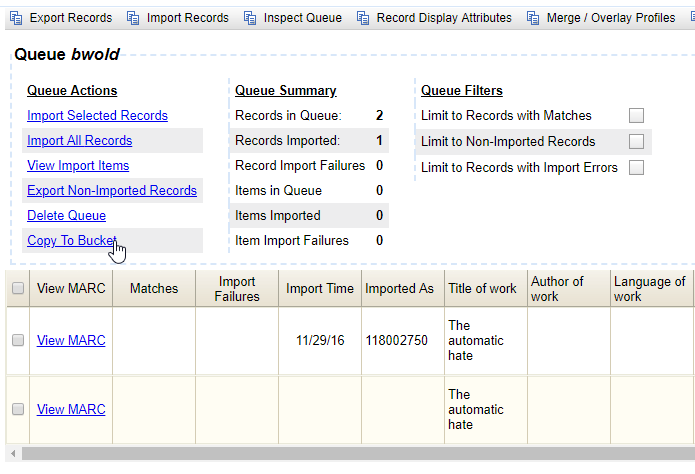 Export Records Import Records Inspect Queue Record Display Attributes Merge / Overlay Profiles
Queue bwold
Queue Actions
Import Selected Records
Import All Records
View Import Items
Export Non-Imported Records
Delete Queue
Copy To Bucket
Queue Summary
Records in Queue: 2
Records Imported: 1
Record Import Failures 0
Items in Queue 0
Items Imported 0
Item Import Failures 0
Queue Filters
Limit to Records with Matches
Limit to Non-Imported Records
Limit to Records with Import Errors
View MARC Matches Import Failures Import Time Imported As Title of work Author of work Language of work
View MARC 11/29/16 118002750 The automatic hate
View MARC The automatic hate